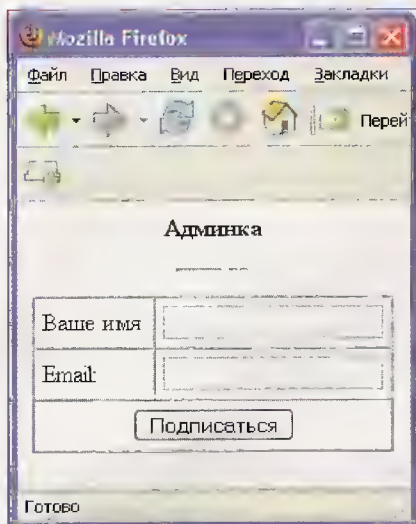 Mozilla Firefox
Файл Правка Вид Переход Закладки
Перей
Админка
Ваше имя
Email:
Подписаться
Готово